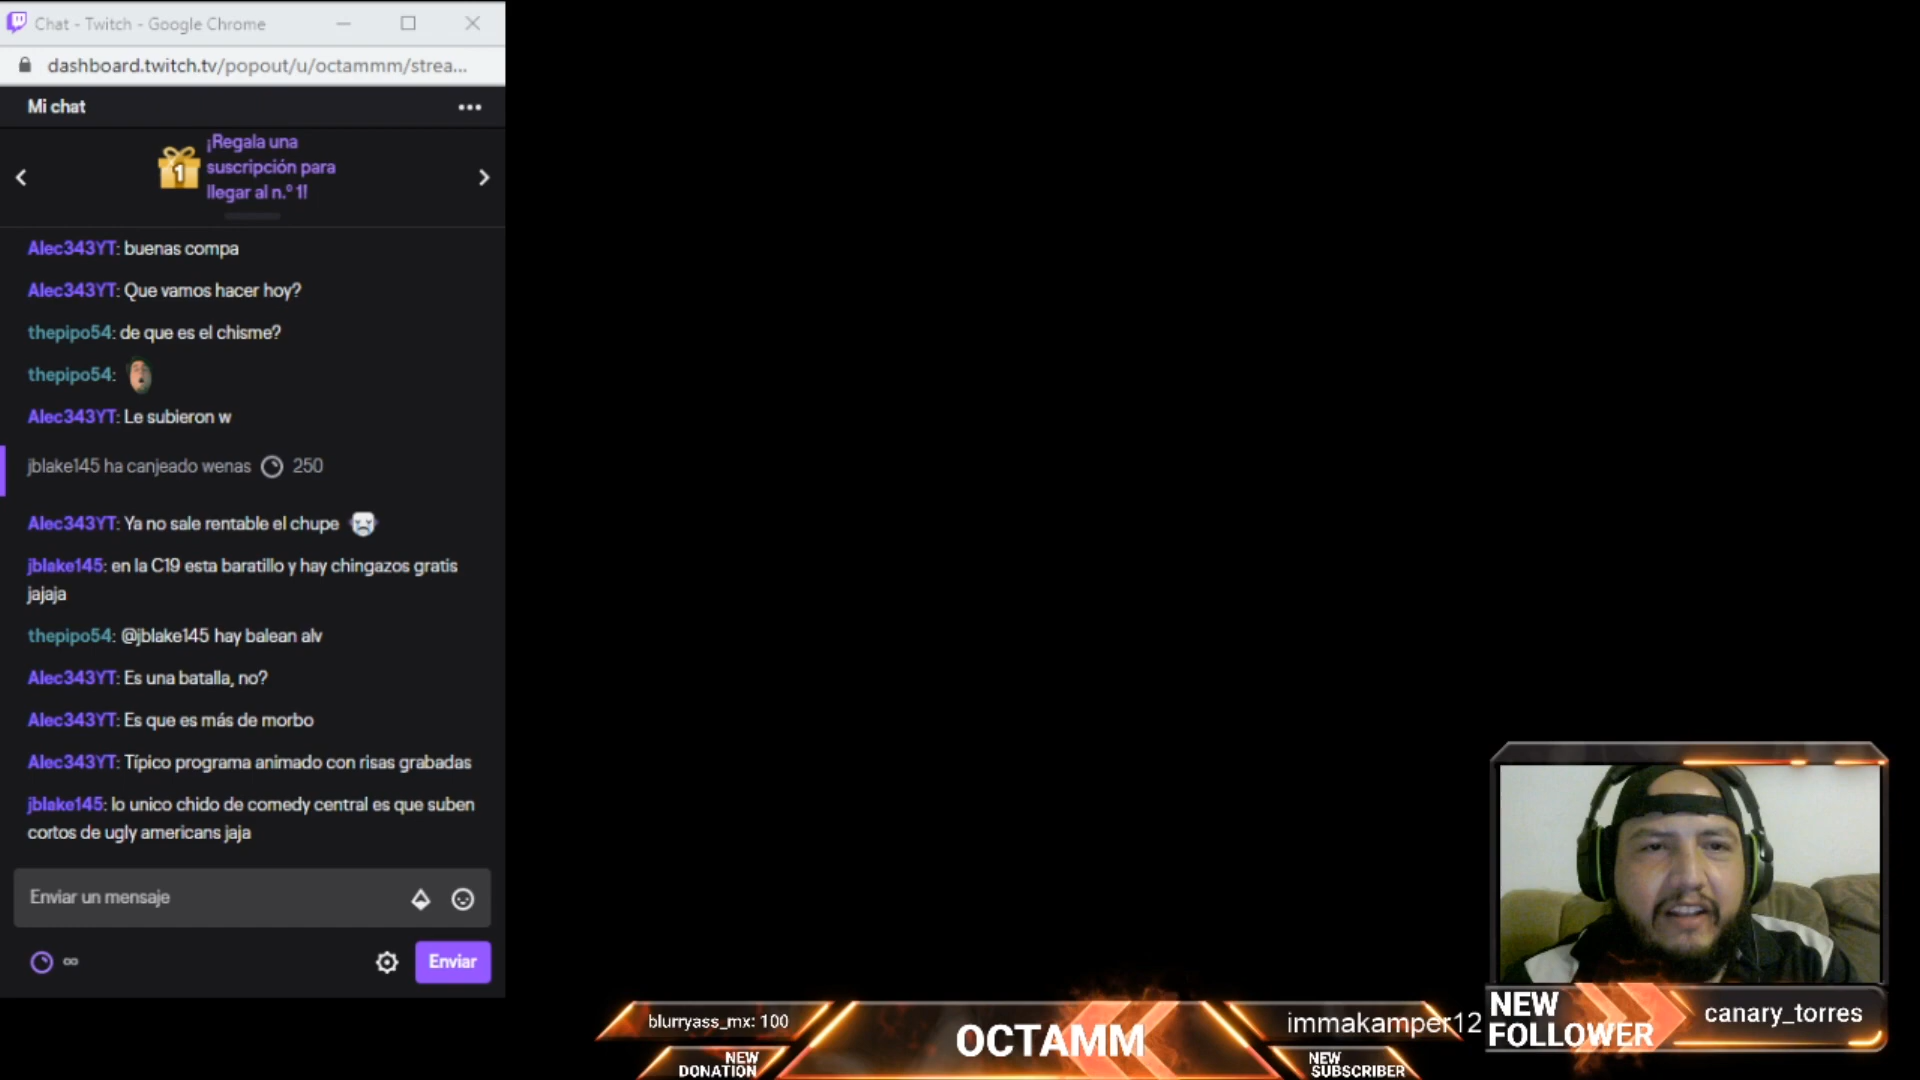 Chat - Twitch - Google Chrome
dashboard.twitch.tv/popout/u/octammm/strea...
Mi chat
¡Regala una
suscripción para
llegar al n.º 1!
1
Alec343YT: buenas compa
Alec343YT: Que vamos hacer hoy?
thepipo54: de que es el chisme?
thepipo54:
Alec343YT: Le subieron w
jblake145 ha canjeado wenas 250
Alec343YT: Ya no sale rentable el chupe
jblake145: en la C19 esta baratillo y hay chingazos gratis
jajaja
thepipo54: @jblake145 hay balean alv
Alec343YT: Es una batalla, no?
Alec343YT: Es que es más de morbo
Alec343YT: Típico programa animado con risas grabadas
jblake145: lo unico chido de comedy central es que suben
cortos de ugly americans jaja
Enviar un mensaje
∞
Enviar
blurryass_mx: 100
NEW
DONATION
OCTAMM
immakamper12
NEW
SUBSCRIBER
NEW
FOLLOWER
canary_torres